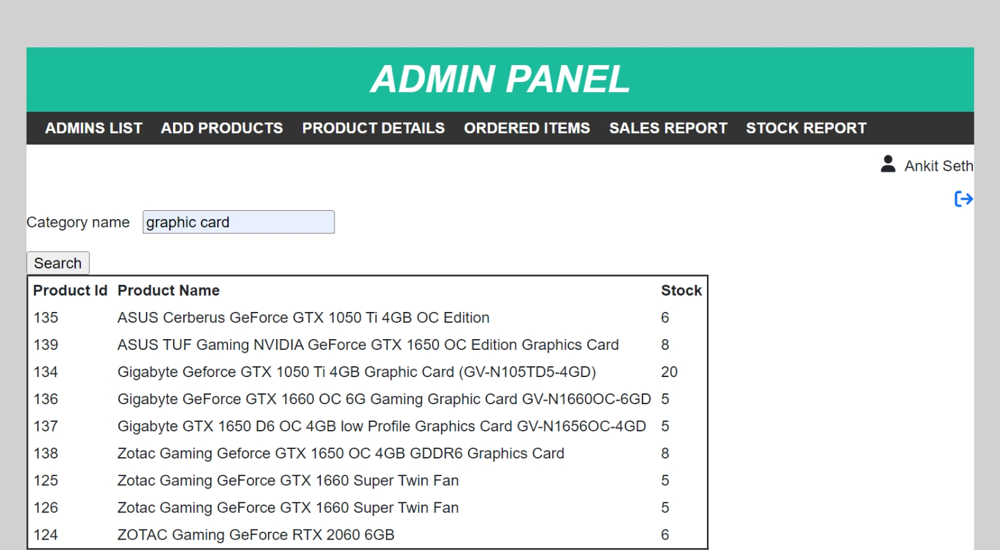 ADMIN PANEL
ADMINS LIST ADD PRODUCTS PRODUCT DETAILS ORDERED ITEMS SALES REPORT STOCK REPORT
Ankit Seth
Category name graphic card
Search
Product Id Product Name Stock
135 ASUS Cerberus GeForce GTX 1050 Ti 4GB OC Edition 6
139 ASUS TUF Gaming NVIDIA GeForce GTX 1650 OC Edition Graphics Card 8
134 Gigabyte Geforce GTX 1050 Ti 4GB Graphic Card (GV-N105TD5-4GD) 20
136 Gigabyte GeForce GTX 1660 OC 6G Gaming Graphic Card GV-N1660OC-6GD 5
137 Gigabyte GTX 1650 D6 OC 4GB low Profile Graphics Card GV-N1656OC-4GD 5
138 Zotac Gaming Geforce GTX 1650 OC 4GB GDDR6 Graphics Card 8
125 Zotac Gaming GeForce GTX 1660 Super Twin Fan 5
126 Zotac Gaming GeForce GTX 1660 Super Twin Fan 5
124 ZOTAC Gaming GeForce RTX 2060 6GB 6